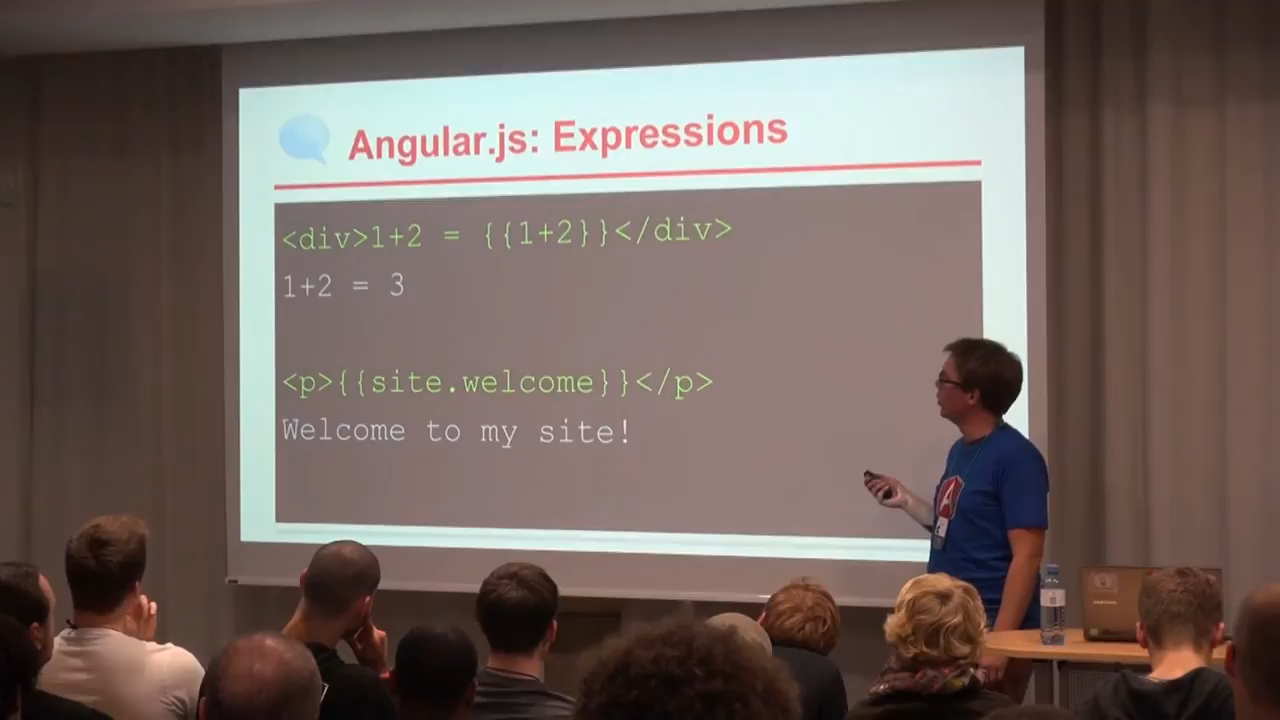 Angular.js: Expressions
<div>1+2 = {{1+2}}</div>
1+2 = 3
<p>{{site.welcome}}</p>
Welcome to my site!
A